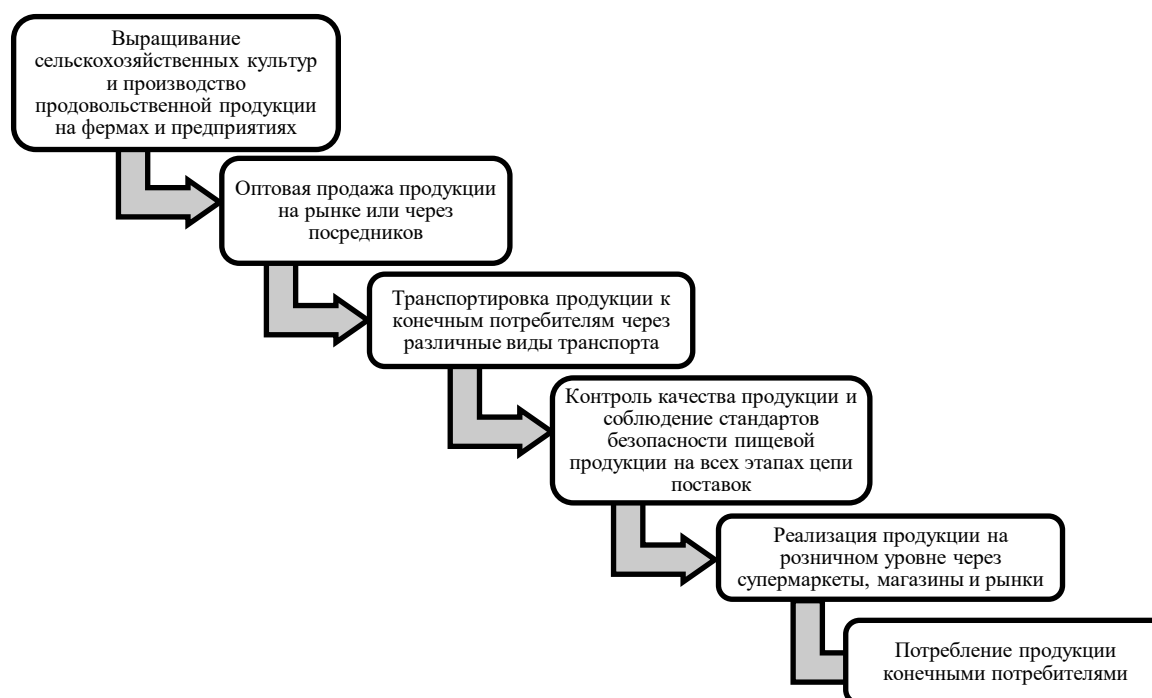 Выращивание
сельскохозяйственных культур
и производство
продовольственной продукции
на фермах и предприятиях
Оптовая продажа продукции
на рынке или через
посредников
Транспортировка продукции к
конечным потребителям через
различные виды транспорта
Контроль качества продукции и
соблюдение стандартов
безопасности пищевой
продукции на всех этапах цепи
поставок
Реализация продукции на
розничном уровне через
супермаркеты, магазины и рынки
Потребление продукции
конечными потребителями